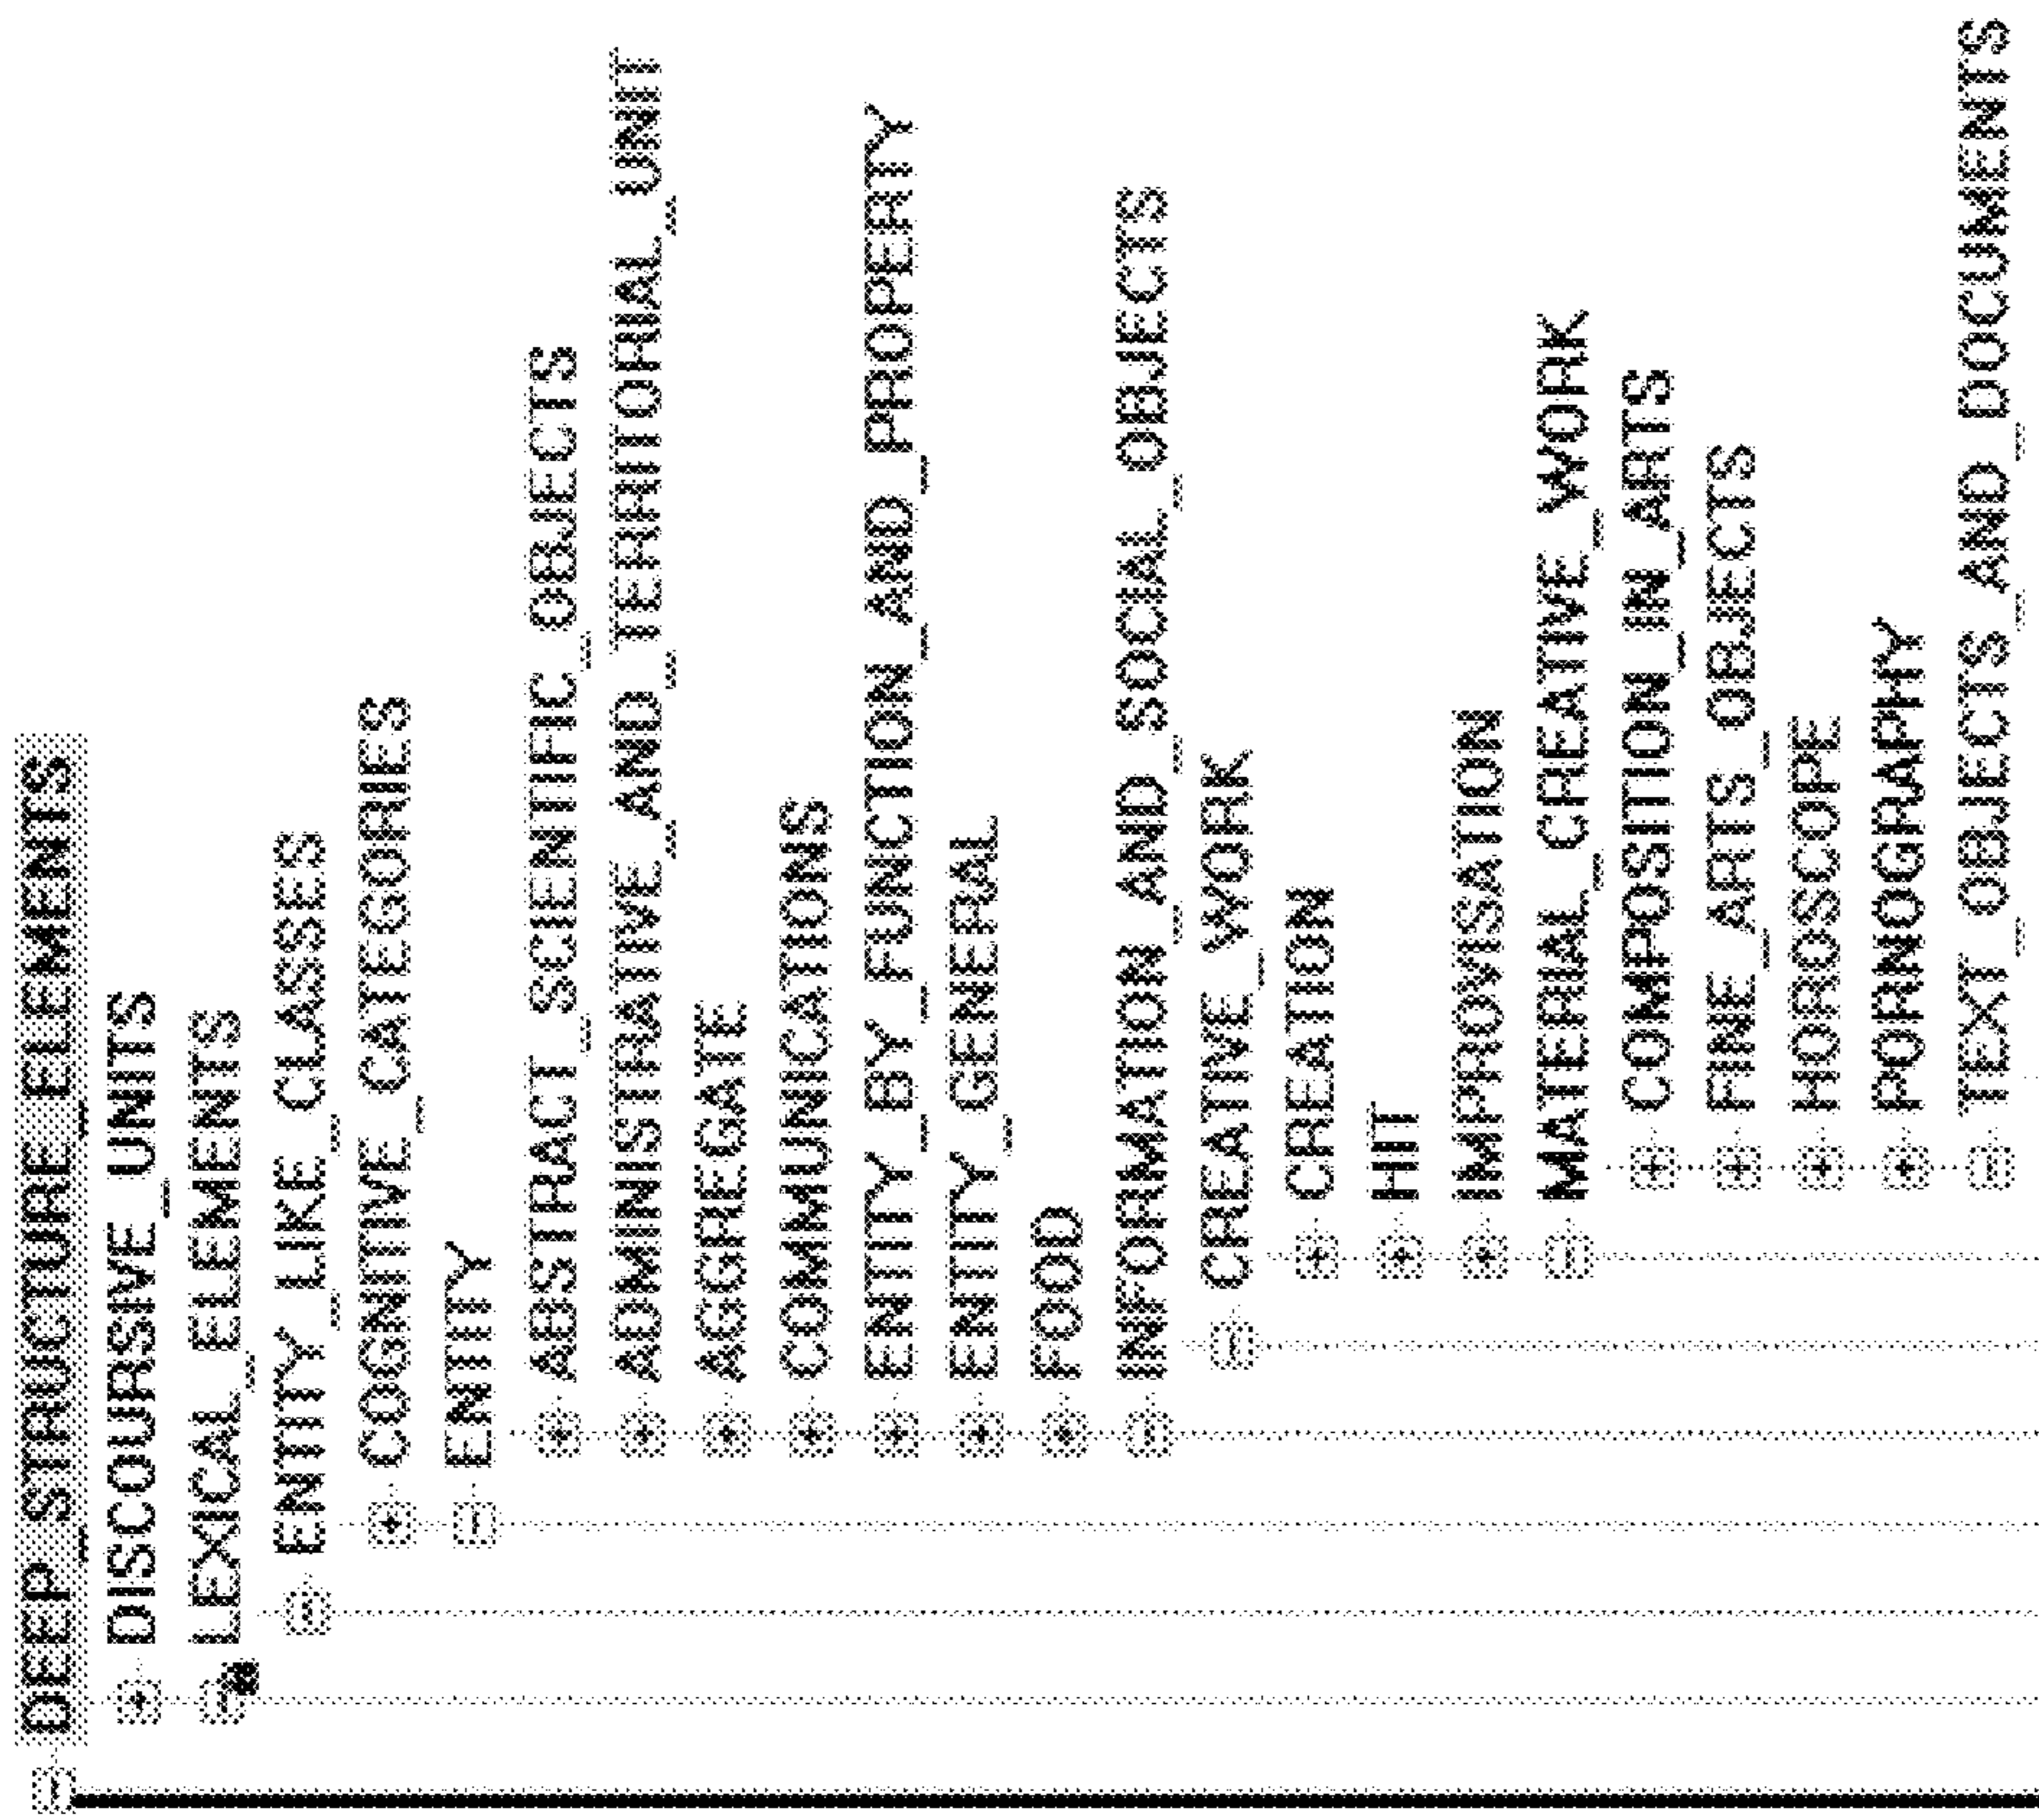 DEEP_STRUCTURE_ELEMENTS
DISCOURSIVE_UNITS
LEXICAL_ELEMENTS
ENTITY_LIKE_CLASSES
COGNITIVE_CATEGORIES
ENTITY
ABSTRACT_SCIENTIFIC_OBJECTS
ADMINISTRATIVE_AND_TERRITORIAL_UNIT
AGGREGATE
COMMUNICATIONS
ENTITY_BY_FUNCTION_AND_PROPERTY
ENTITY_GENERAL
FOOD
INFORMATION_AND_SOCIAL_OBJECTS
CREATIVE_WORK
CREATION
HIT
IMPROVISATION
MATERIAL_CREATIVE_WORK
COMPOSITION_IN_ARTS
FINE_ARTS_OBJECTS
HOROSCOPE
PORNOGRAPHY
TEXT_OBJECTS_AND_DOCUMENTS